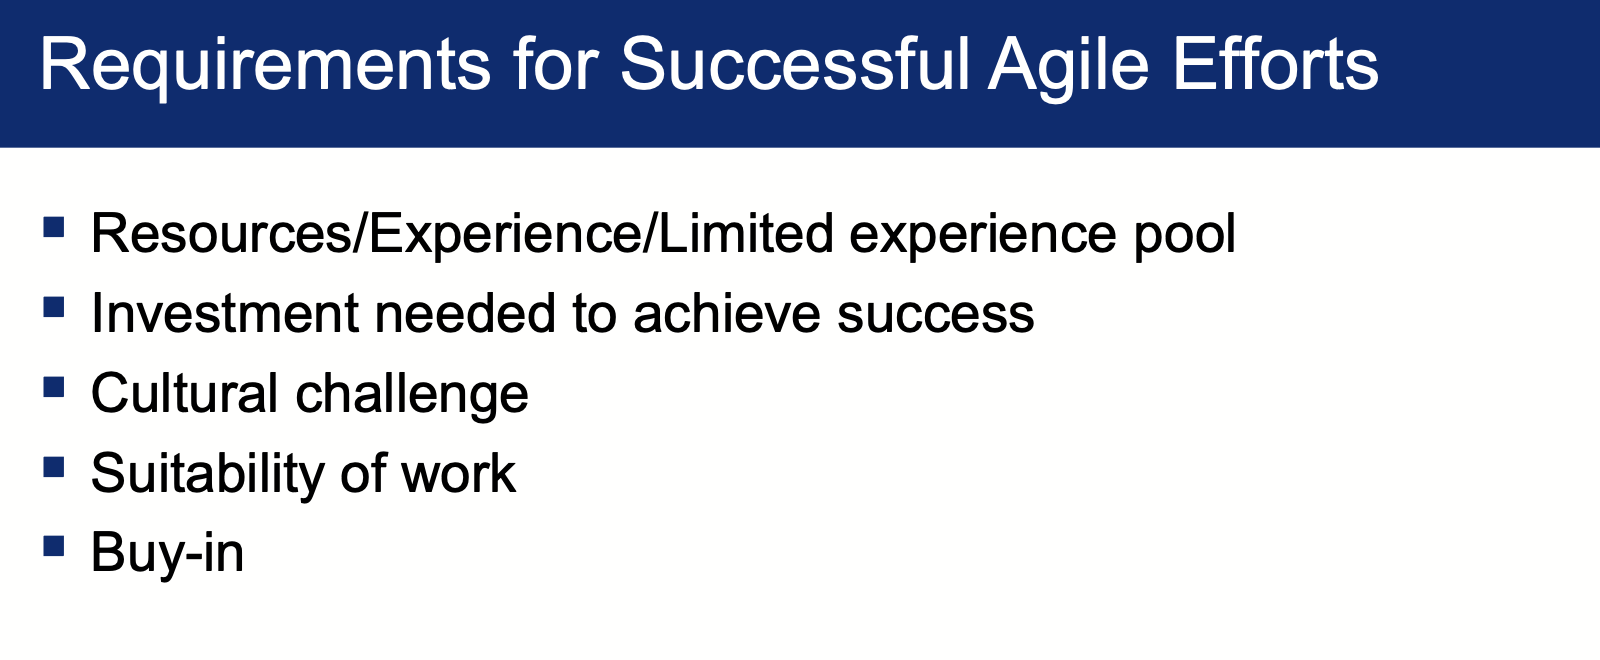 Requirements for Successful Agile Efforts
Resources/Experience/Limited experience pool
Investment needed to achieve success
Cultural challenge
Suitability of work
Buy-in